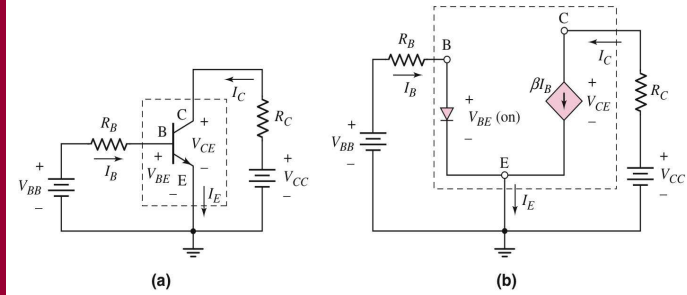 R_B
I_B
V_BB
+
–
B
C
E
+
V_BE
–
+
V_CE
–
I_C
R_C
I_E
+
V_CC
–
(a)
R_B
I_B
V_BB
+
–
B
+
V_BE (on)
–
C
I_C
βI_B
+
V_CE
–
R_C
+
V_CC
–
E
I_E
(b)